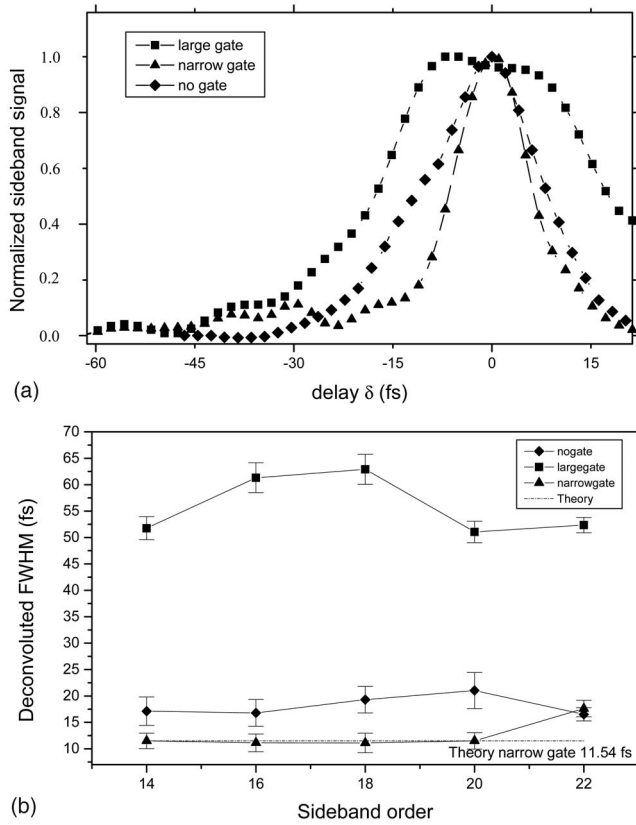 1.0
0.8
0.6
0.4
0.2
0.0
Normalized sideband signal
large gate
narrow gate
no gate
-60 -45 -30 -15 0 15
delay δ (fs)
(a)
70
65
60
55
50
45
40
35
30
25
20
15
10
Deconvoluted FWHM (fs)
nogate
largegate
narrowgate
Theory
Theory narrow gate 11.54 fs
14 16 18 20 22
Sideband order
(b)